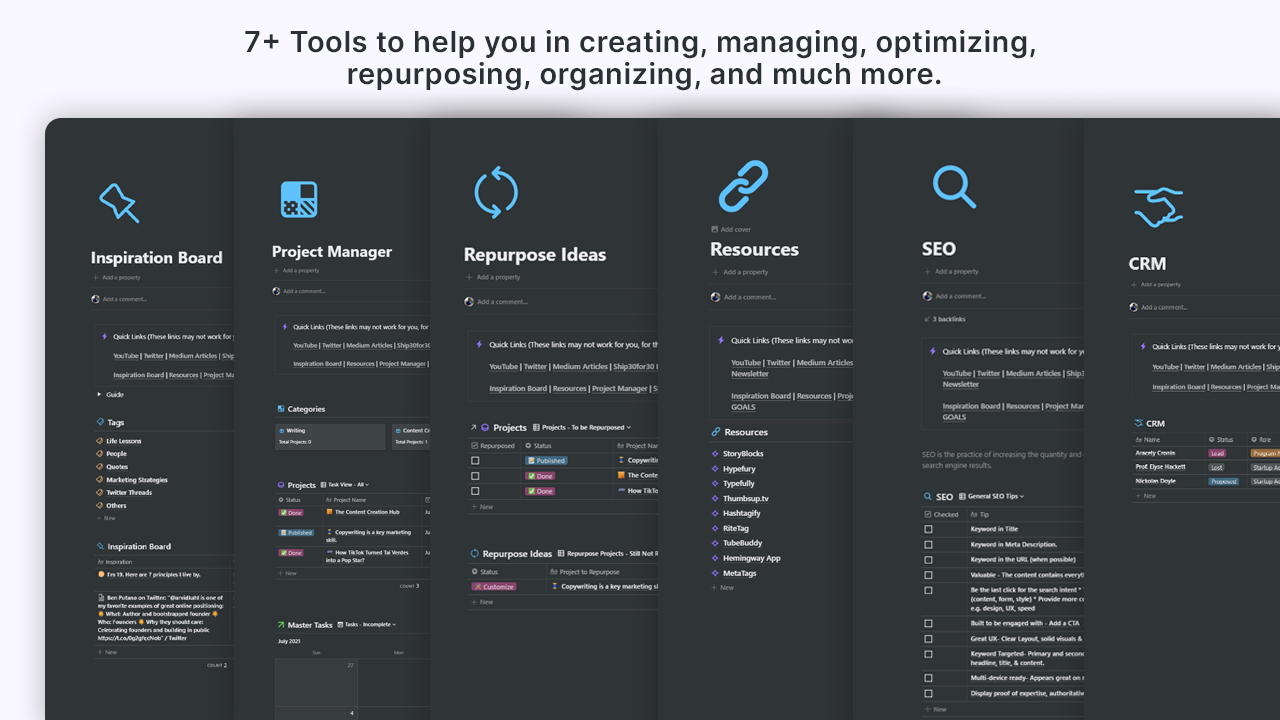 7+ Tools to help you in creating, managing, optimizing,
repurposing, organizing, and much more.
Inspiration Board
Add a property
Add a comment...
Quick Links (These links may not work for y
YouTube | Twitter | Medium Articles | Ship
Inspiration Board | Resources | Project Ma
Guide
Tags
Life Lessons
People
Quotes
Marketing Strategies
Twitter Threads
Others
+ New
Inspiration Board
Aa Inspiration
I'm 19. Here are 7 principles I live by.
Ben Putano on Twitter: "@arvidkahl is one of
my favorite examples of great online positioning:
What: Author and bootstrapped founder
Who: Founders Why they should care:
Celebrating founders and building in public
/ Twitter
+ New
COUNT 2
Project Manager
Add a property
Add a comment...
Quick Links (These links may not work for you, for
YouTube | Twitter | Medium Articles | Ship30for30
Inspiration Board | Resources | Project Manager |
Categories
Writing
Total Projects: 0
Content Cr
Total Projects: 1
Projects Task View - All
Status Aa Project Name
Done The Content Creation Hub Ju
Published Copywriting is a key marketing
skill. Ju
Done How TikTok Turned Tai Verdes
into a Pop Star? Ju
+ New
COUNT 3
Master Tasks Tasks - Incomplete
July 2021
Sun Mon
27
4
Repurpose Ideas
Add a property
Add a comment...
Quick Links (These links may not work for you, for th
YouTube | Twitter | Medium Articles | Ship30for30 |
Inspiration Board | Resources | Project Manager | S
Projects Projects - To be Repurposed
Repurposed Status Aa Project Nam
Published Copywritin
Done The Conte
Done How TikTo
+ New
Repurpose Ideas Repurpose Projects - Still Not R
Status Aa Project to Repurpose
Customize Copywriting is a key marketing sk
+ New
Add cover
Resources
Add a property
Add a comment...
Quick Links (These links may not work
YouTube | Twitter | Medium Articles
Newsletter
Inspiration Board | Resources | Proje
GOALS
Resources
StoryBlocks
Hypefury
Typefully
Thumbsup.tv
Hashtagify
RiteTag
TubeBuddy
Hemingway App
MetaTags
+ New
SEO
Add a property
Add a comment...
3 backlinks
Quick Links (These links may not work for yo
YouTube | Twitter | Medium Articles | Ship3
Newsletter
Inspiration Board | Resources | Project Man
GOALS
SEO is the practice of increasing the quantity and
search engine results.
SEO General SEO Tips
Checked Aa Tip
Keyword in Title
Keyword in Meta Description.
Keyword in the URL (when possible)
Valuable - The content contains everyt
Be the last click for the search intent *
(content, form, style) * Provide more co
e.g. design, UX, speed
Built to be engaged with - Add a CTA
Great UX- Clear Layout, solid visuals &
Keyword Targeted- Primary and secon
headline, title, & content.
Multi-device ready- Appears great on
Display proof of expertise, authoritativ
+ New
CRM
Add a property
Add a comment...
Quick Links (These links may not wo
YouTube | Twitter | Medium Articles | Ship
Inspiration Board | Resources | Project Ma
CRM
Aa Name Status Role
Aracely Cronin Lead Program M
Prof. Elyse Hackett Lost Startup Ad
Nickolas Doyle Proposed Startup Ad
+ New